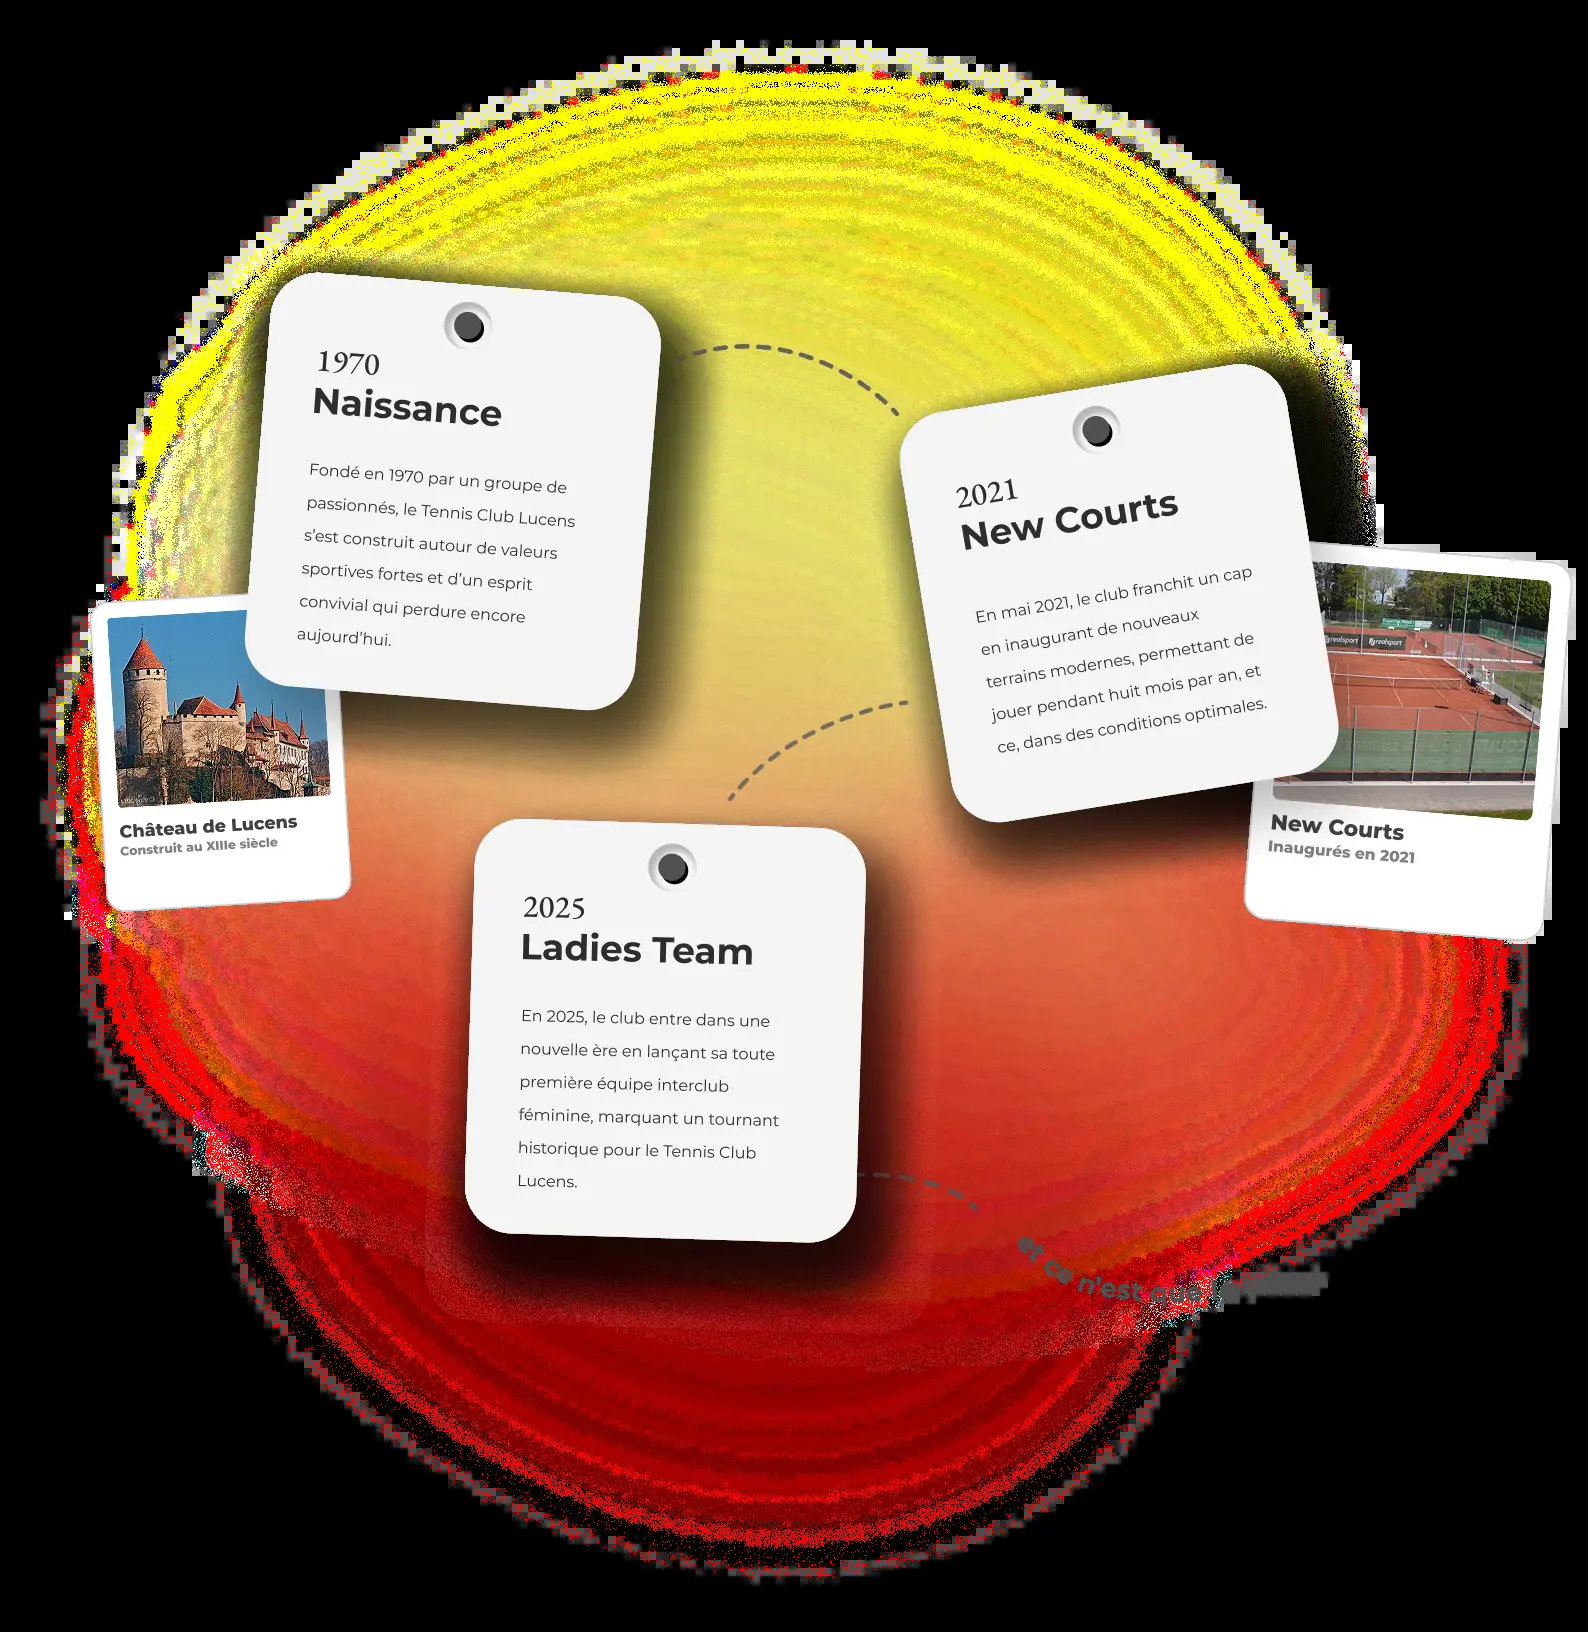 1970
Naissance
Fondé en 1970 par un groupe de
passionnés, le Tennis Club Lucens
s'est construit autour de valeurs
sportives fortes et d'un esprit
convivial qui perdure encore
aujourd'hui.
Château de Lucens
Construit au XIIIe siècle
2021
New Courts
En mai 2021, le club franchit un cap
en inaugurant de nouveaux
terrains modernes, permettant de
jouer pendant huit mois par an, et
ce, dans des conditions optimales.
realsport realsport
New Courts
Inaugurés en 2021
2025
Ladies Team
En 2025, le club entre dans une
nouvelle ère en lançant sa toute
première équipe interclub
féminine, marquant un tournant
historique pour le Tennis Club
Lucens.
et ce n'est que